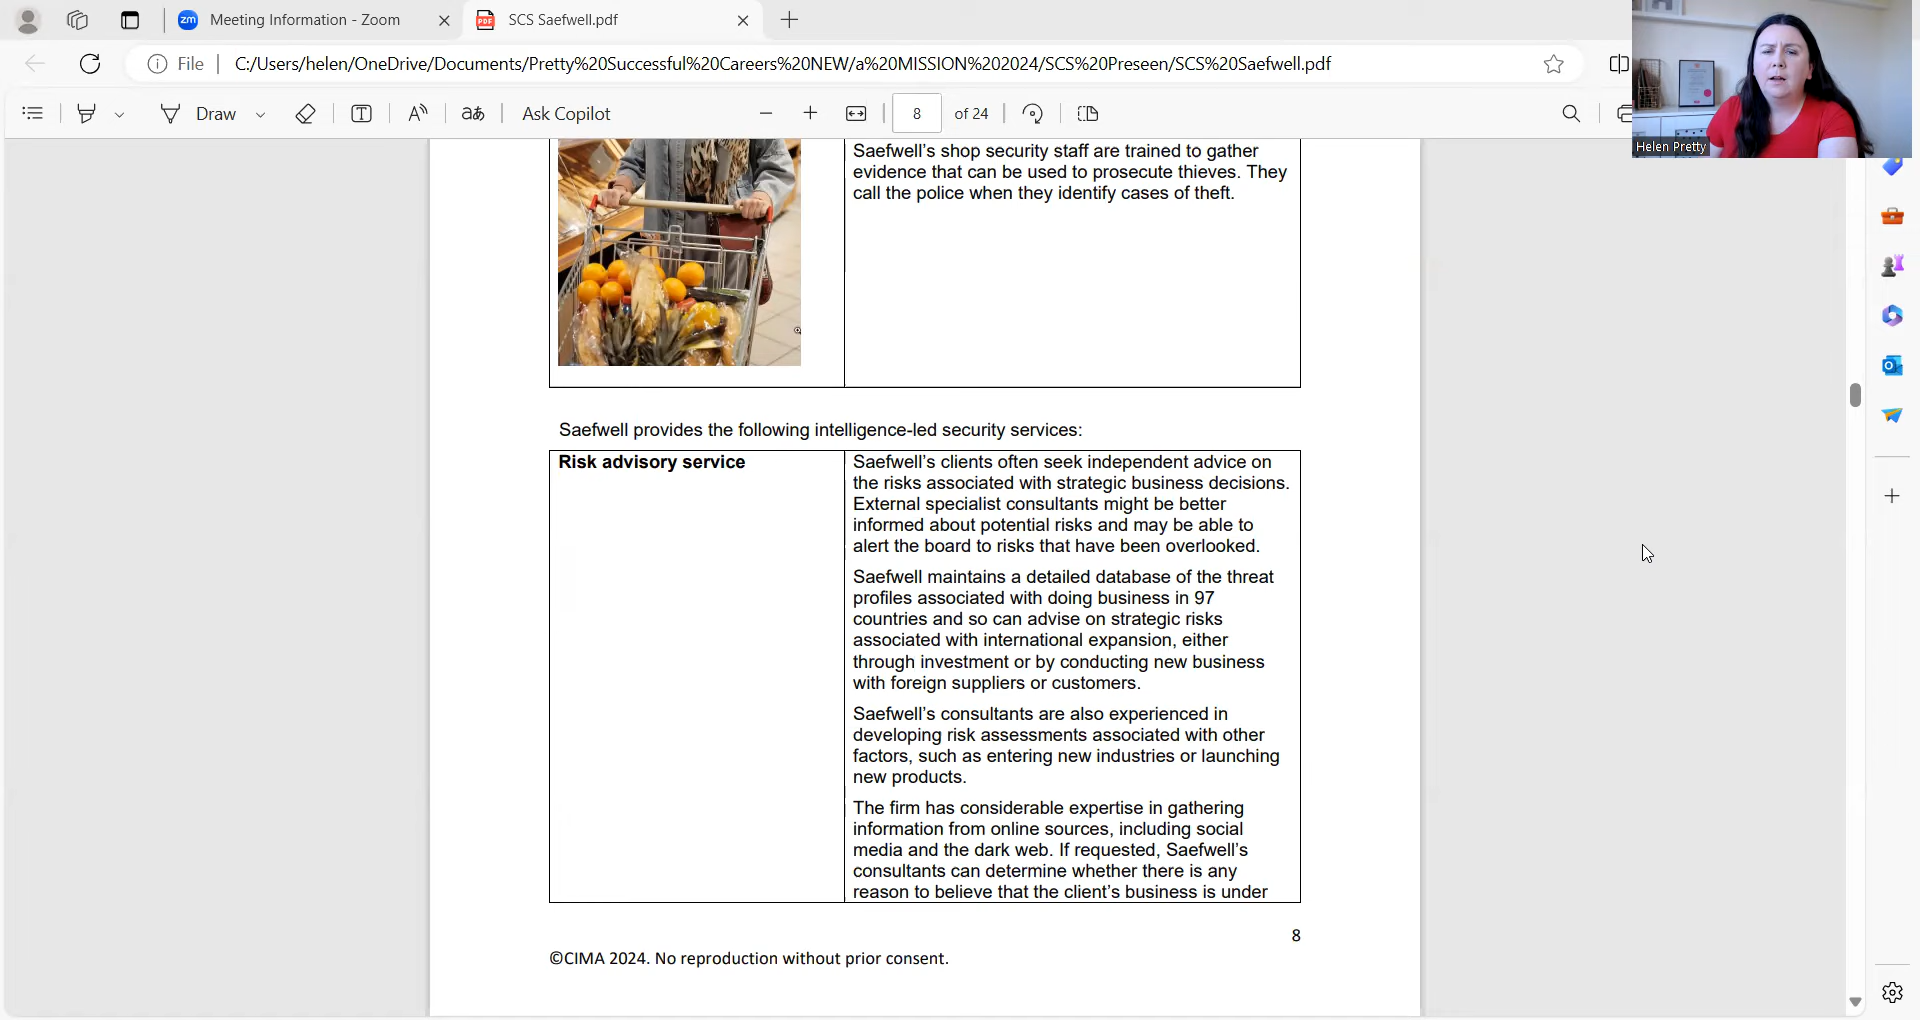 Meeting Information - Zoom
SCS Saefwell.pdf
File
C:/Users/helen/OneDrive/Documents/Pretty%20Successful%20Careers%20NEW/a%20MISSION%202024/SCS%20Preseen/SCS%20Saefwell.pdf
Draw
Ask Copilot
8 of 24
Helen Pretty
Saefwell's shop security staff are trained to gather
evidence that can be used to prosecute thieves. They
call the police when they identify cases of theft.
Saefwell provides the following intelligence-led security services:
Risk advisory service
Saefwell's clients often seek independent advice on
the risks associated with strategic business decisions.
External specialist consultants might be better
informed about potential risks and may be able to
alert the board to risks that have been overlooked.
Saefwell maintains a detailed database of the threat
profiles associated with doing business in 97
countries and so can advise on strategic risks
associated with international expansion, either
through investment or by conducting new business
with foreign suppliers or customers.
Saefwell's consultants are also experienced in
developing risk assessments associated with other
factors, such as entering new industries or launching
new products.
The firm has considerable expertise in gathering
information from online sources, including social
media and the dark web. If requested, Saefwell's
consultants can determine whether there is any
reason to believe that the client's business is under
8
©CIMA 2024. No reproduction without prior consent.